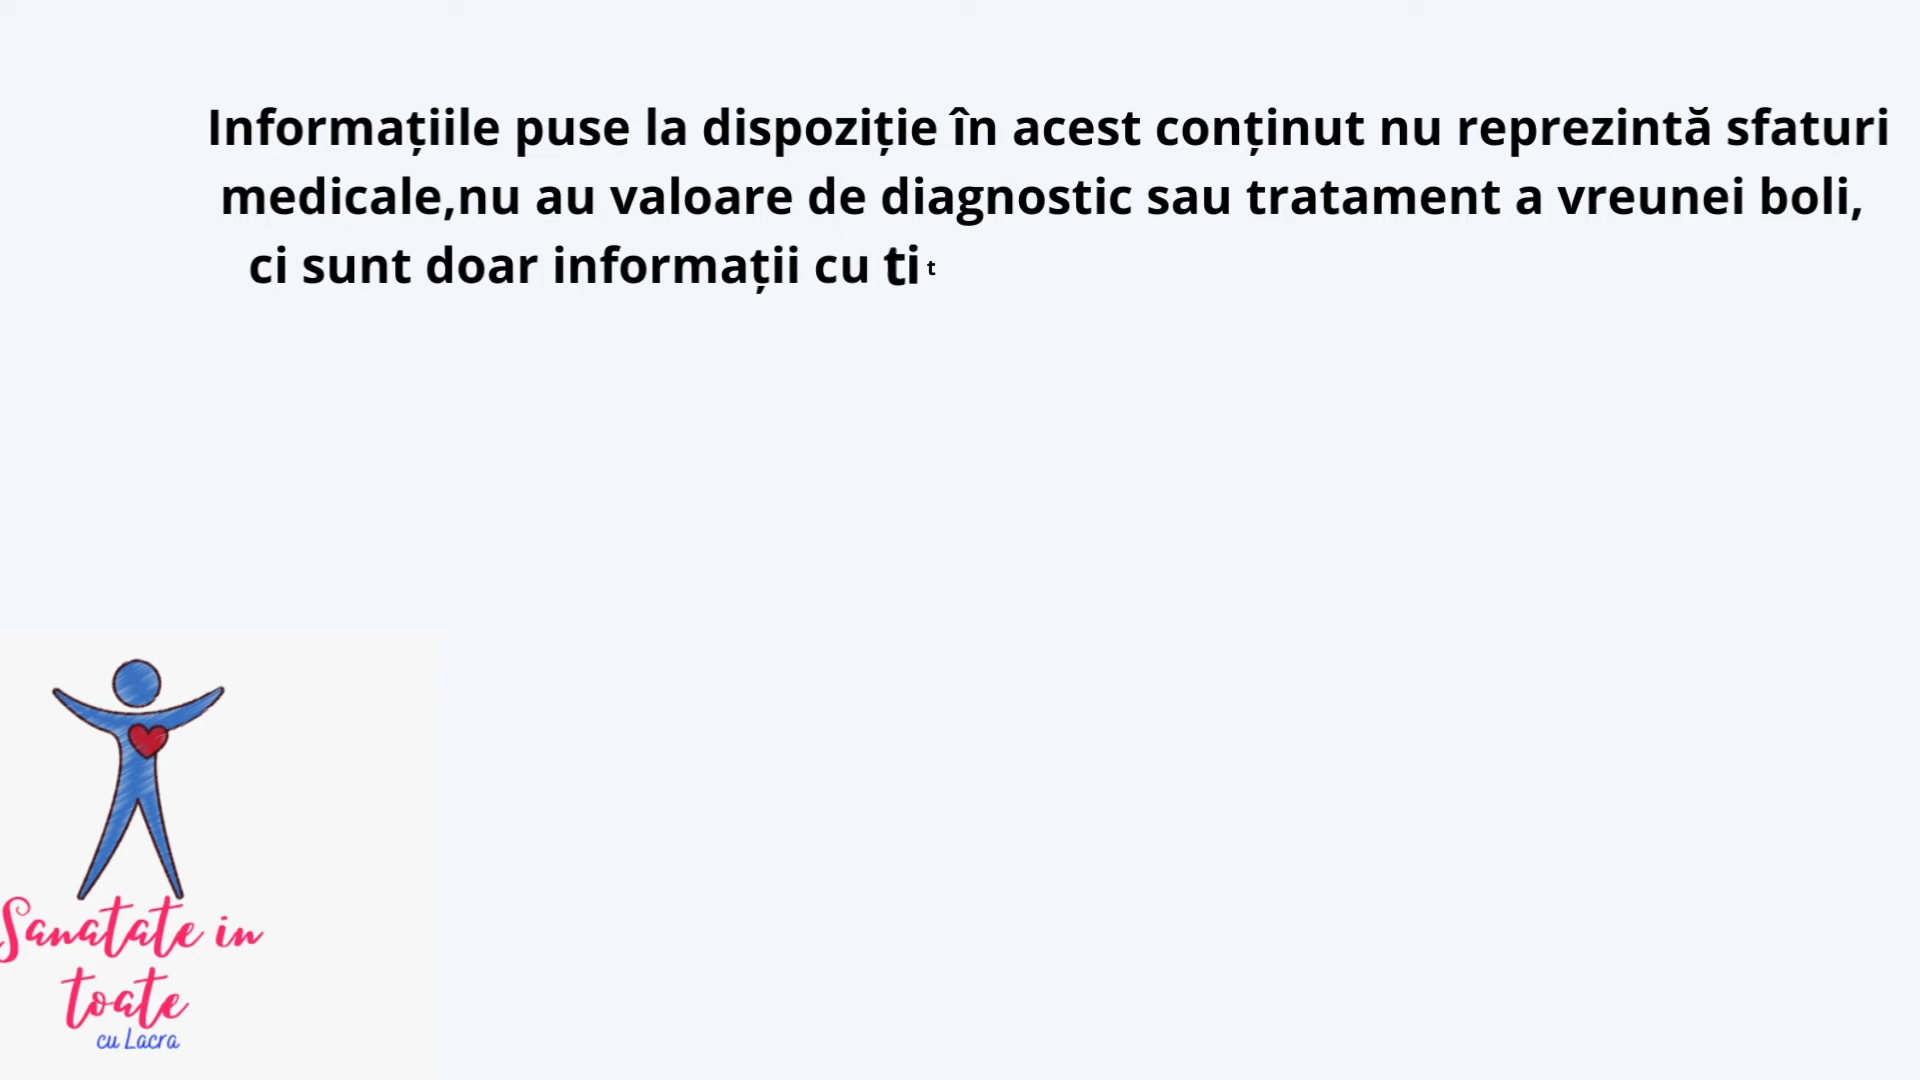 Informațiile puse la dispoziție în acest conținut nu reprezintă sfaturi
medicale,nu au valoare de diagnostic sau tratament a vreunei boli,
ci sunt doar informații cu tit
Sanatate in
toate
cu Lacra